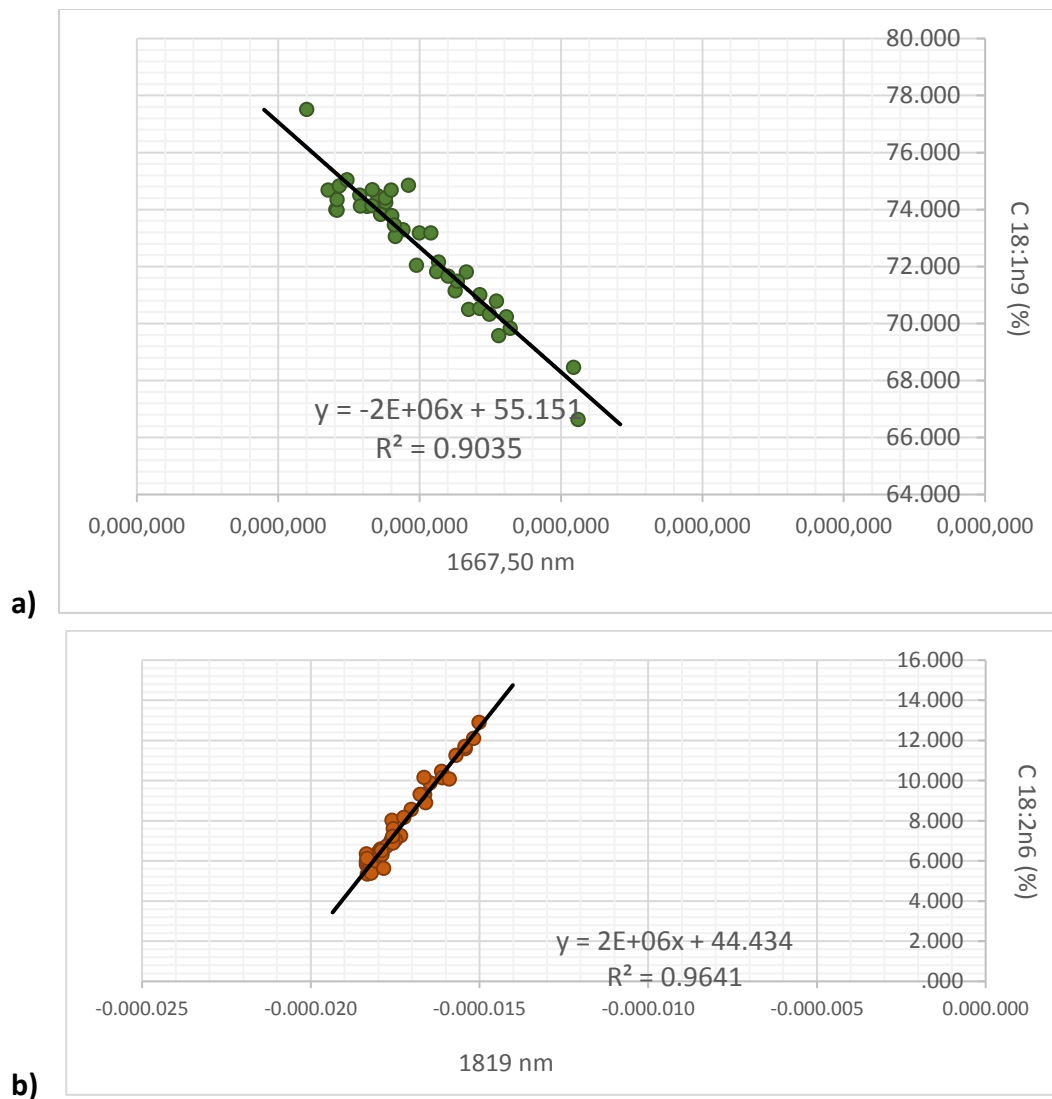 80.000
78.000
76.000
74.000
72.000
70.000
68.000
66.000
64.000
C 18:1n9 (%)
y = -2E+06x + 55.151
R² = 0.9035
0,000,000 0,000,000 0,000,000 0,000,000 0,000,000 0,000,000 0,000,000
1667,50 nm
a)
16.000
14.000
12.000
10.000
8.000
6.000
4.000
2.000
.000
C 18:2n6 (%)
y = 2E+06x + 44.434
R² = 0.9641
-0.000.025 -0.000.020 -0.000.015 -0.000.010 -0.000.005 0.000.000
1819 nm
b)